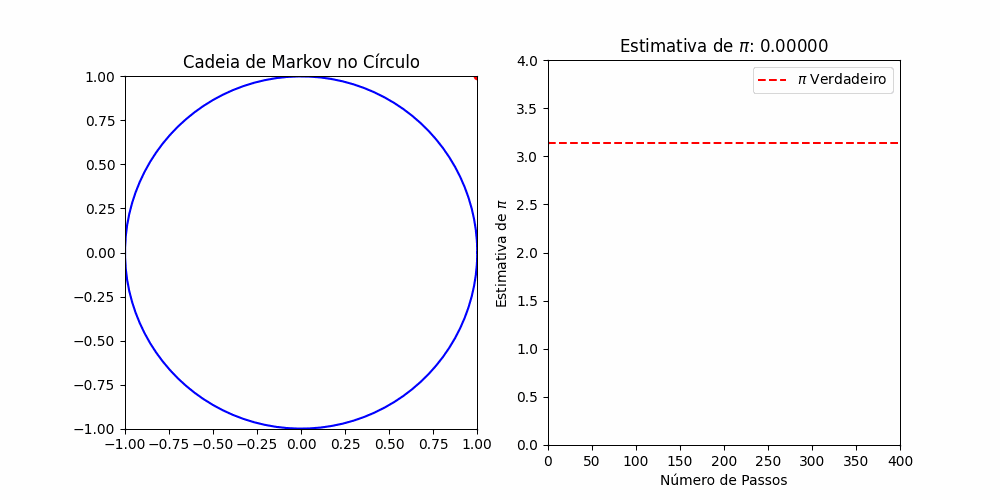 Cadeia de Markov no Círculo
1.00
0.75
0.50
0.25
0.00
−0.25
−0.50
−0.75
−1.00
−1.00 −0.75 −0.50 −0.25 0.00 0.25 0.50 0.75 1.00
Estimativa de π: 0.00000
π Verdadeiro
Estimativa de π
4.0
3.5
3.0
2.5
2.0
1.5
1.0
0.5
0.0
0 50 100 150 200 250 300 350 400
Número de Passos